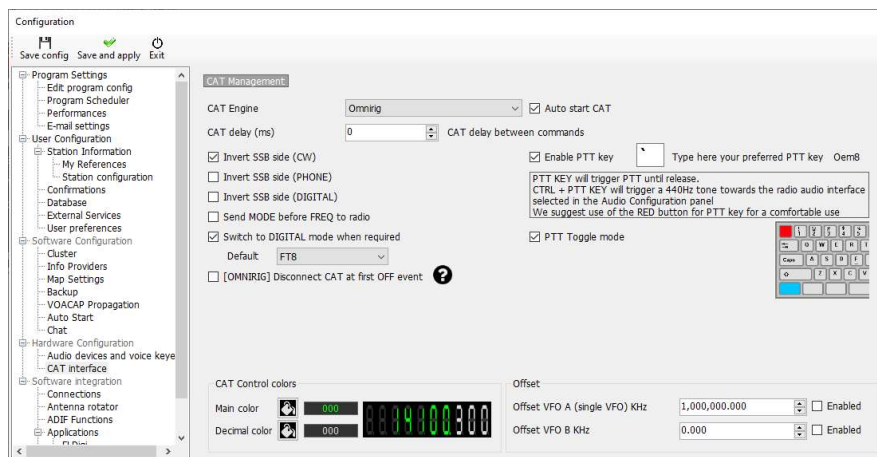 Configuration
Save config Save and apply Exit
Program Settings
Edit program config
Program Scheduler
Performances
E-mail settings
User Configuration
Station Information
My References
Station configuration
Confirmations
Database
External Services
User preferences
Software Configuration
Cluster
Info Providers
Map Settings
Backup
VOACAP Propagation
Auto Start
Chat
Hardware Configuration
Audio devices and voice keye
CAT interface
Software integration
Connections
Antenna rotator
ADIF Functions
Applications
CAT Management
CAT Engine Omnirig Auto start CAT
CAT delay (ms) 0 CAT delay between commands
Invert SSB side (CW) Enable PTT key ` Type here your preferred PTT key Oem8
Invert SSB side (PHONE)
Invert SSB side (DIGITAL)
Send MODE before FREQ to radio
PTT KEY will trigger PTT until release.
CTRL + PTT KEY will trigger a 440Hz tone towards the radio audio interface
selected in the Audio Configuration panel
We suggest use of the RED button for PTT key for a comfortable use
Switch to DIGITAL mode when required PTT Toggle mode
Default FT8
[OMNIRIG] Disconnect CAT at first OFF event ?
1 2 3 4 5
Q W E R T
Caps A S D F
Z X C V
CAT Control colors
Main color 000
Decimal color 000
14.00.300
Offset
Offset VFO A (single VFO) KHz 1,000,000.000 Enabled
Offset VFO B KHz 0.000 Enabled